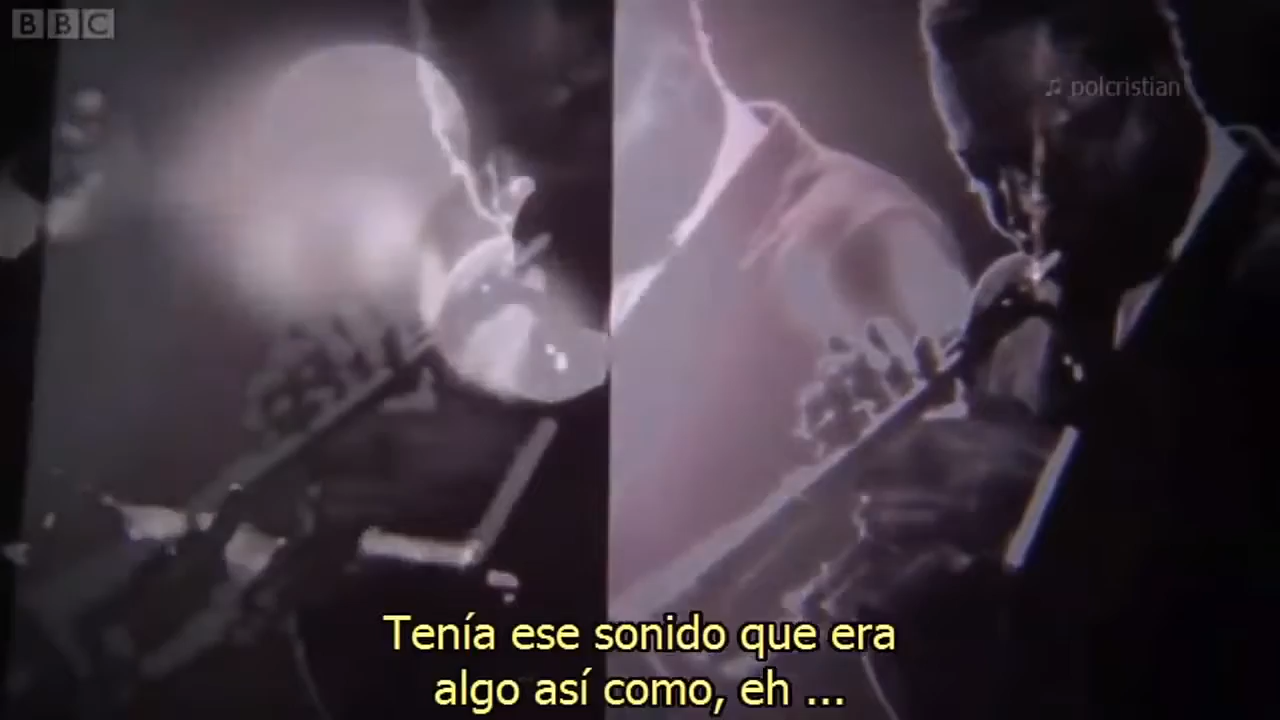 BBC
♫ polcristian
Tenía ese sonido que era
algo así como, eh ...